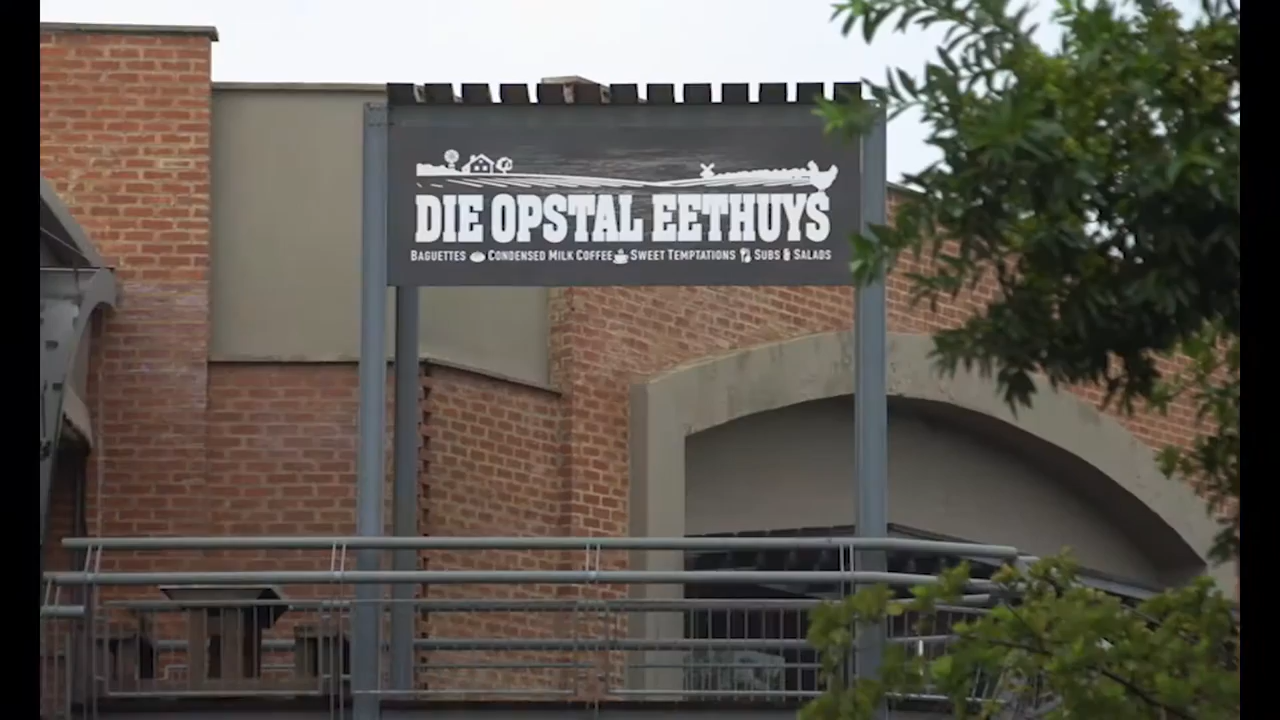 DIE OPSTAL EETHUYS
BAGUETTES CONDENSED MILK COFFEE SWEET TEMPTATIONS SUBS SALADS